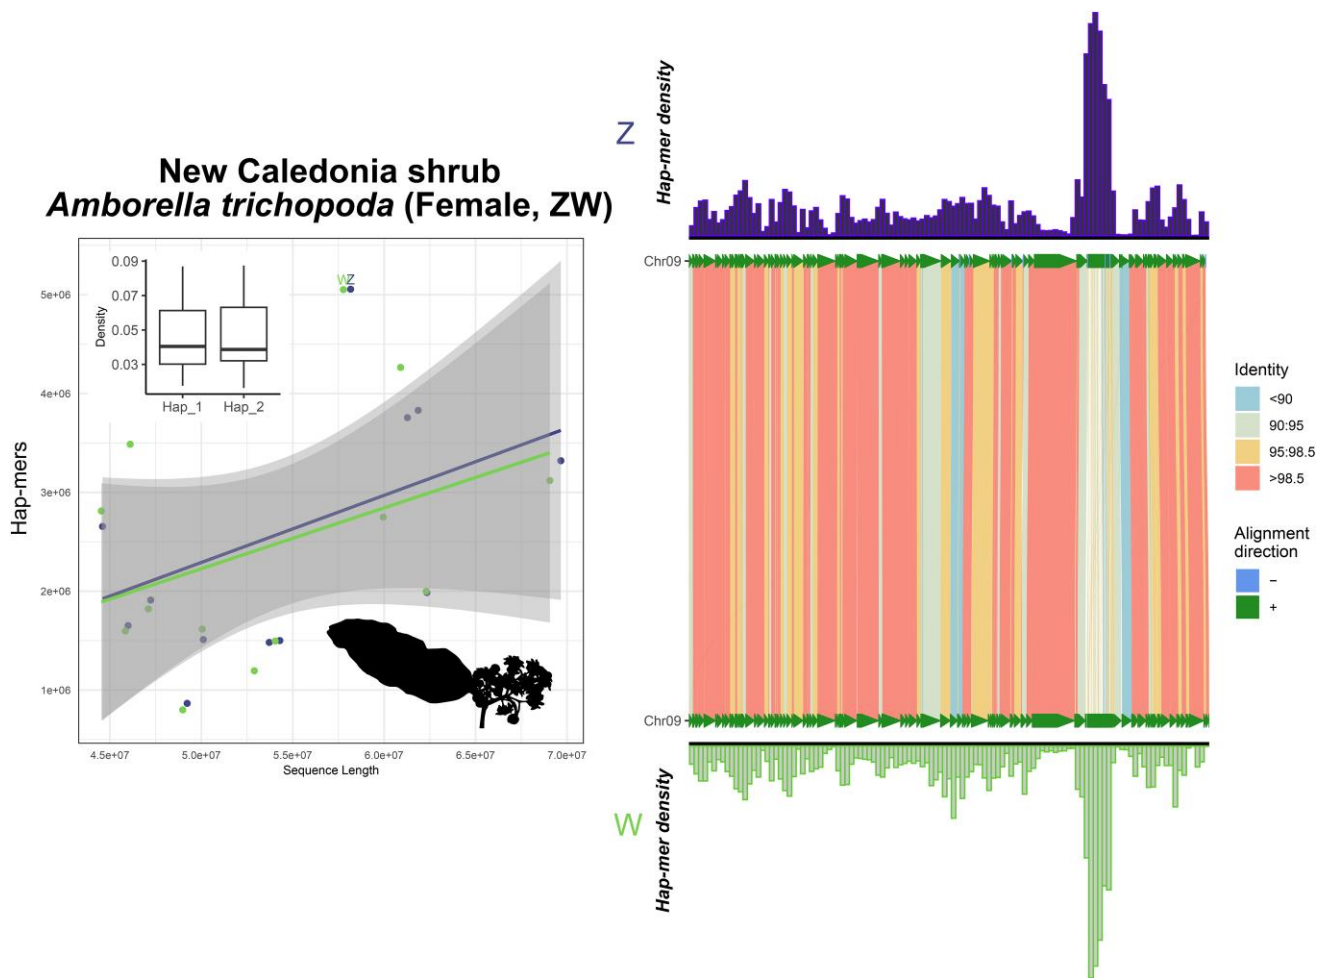 New Caledonia shrub
Amborella trichopoda (Female, ZW)
Hap-mers
5e+06
4e+06
3e+06
2e+06
1e+06
4.5e+07 5.0e+07 5.5e+07 6.0e+07 6.5e+07 7.0e+07
Sequence Length
Density
0.09
0.07
0.05
0.03
Hap_1 Hap_2
W Z
Z
Hap-mer density
Chr09
Chr09
W
Hap-mer density
Identity
<90
90:95
95:98.5
>98.5
Alignment
direction
−
+